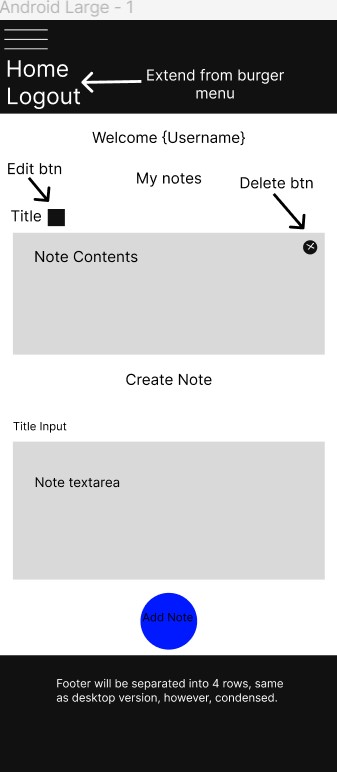 Android Large - 1
Home
Logout
Extend from burger
menu
Welcome {Username}
Edit btn
My notes
Delete btn
Title
Note Contents
Create Note
Title Input
Note textarea
Add Note
Footer will be separated into 4 rows, same
as desktop version, however, condensed.